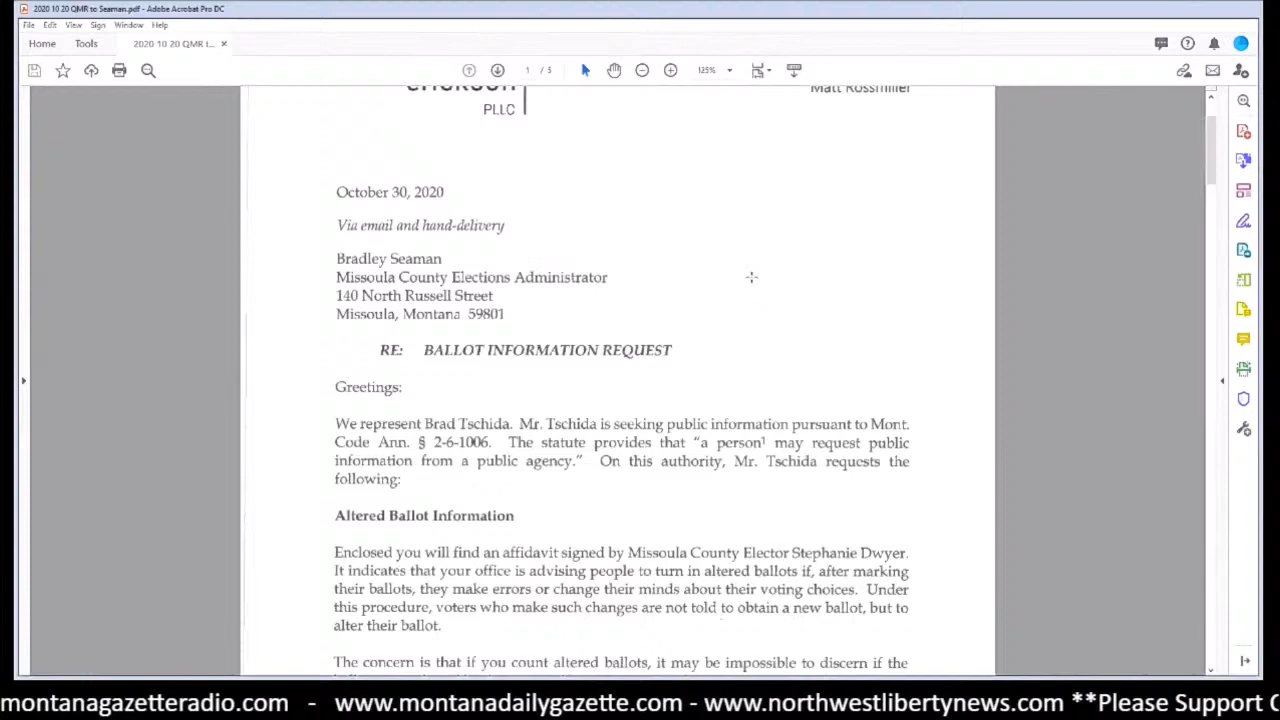 2020 10 20 QMR to Seaman.pdf - Adobe Acrobat Pro DC
File Edit View Sign Window Help
Home Tools 2020 10 20 QMR t... ×
1 / 5 125%
PLLC
Matt Rossmiller
October 30, 2020
Via email and hand-delivery
Bradley Seaman
Missoula County Elections Administrator
140 North Russell Street
Missoula, Montana 59801
RE: BALLOT INFORMATION REQUEST
Greetings:
We represent Brad Tschida. Mr. Tschida is seeking public information pursuant to Mont.
Code Ann. § 2-6-1006. The statute provides that "a person¹ may request public
information from a public agency." On this authority, Mr. Tschida requests the
following:
Altered Ballot Information
Enclosed you will find an affidavit signed by Missoula County Elector Stephanie Dwyer.
It indicates that your office is advising people to turn in altered ballots if, after marking
their ballots, they make errors or change their minds about their voting choices. Under
this procedure, voters who make such changes are not told to obtain a new ballot, but to
alter their ballot.
The concern is that if you count altered ballots, it may be impossible to discern if the
montanagazetteradio.com - www.montanadailygazette.com - www.northwestlibertynews.com **Please Support